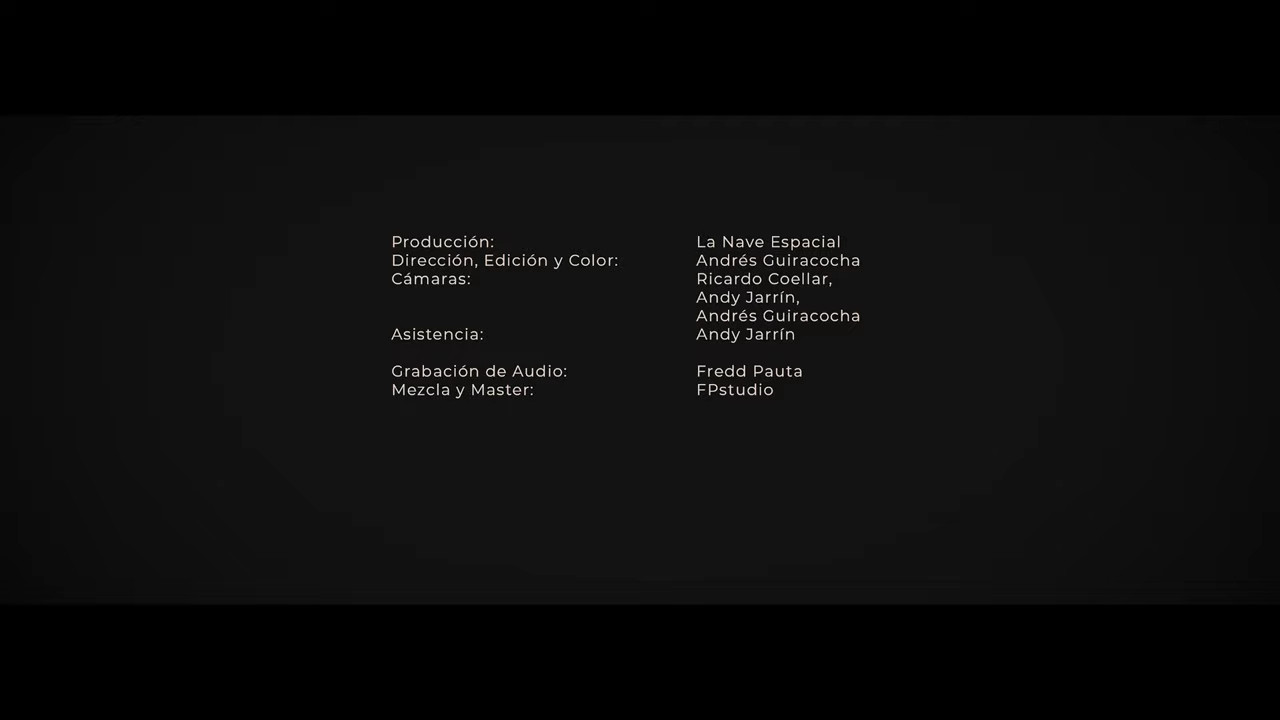 Producción: La Nave Espacial
Dirección, Edición y Color: Andrés Guiracocha
Cámaras: Ricardo Coellar,
Andy Jarrín,
Andrés Guiracocha
Asistencia: Andy Jarrín
Grabación de Audio: Fredd Pauta
Mezcla y Master: FPstudio